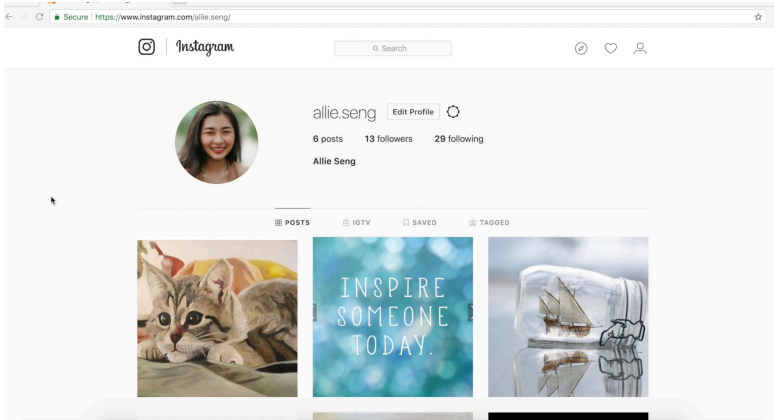 Secure https://www.instagram.com/allie.seng/
Instagram
Search
allie.seng Edit Profile
6 posts 13 followers 29 following
Allie Seng
POSTS IGTV SAVED TAGGED
INSPIRE
SOMEONE
TODAY.